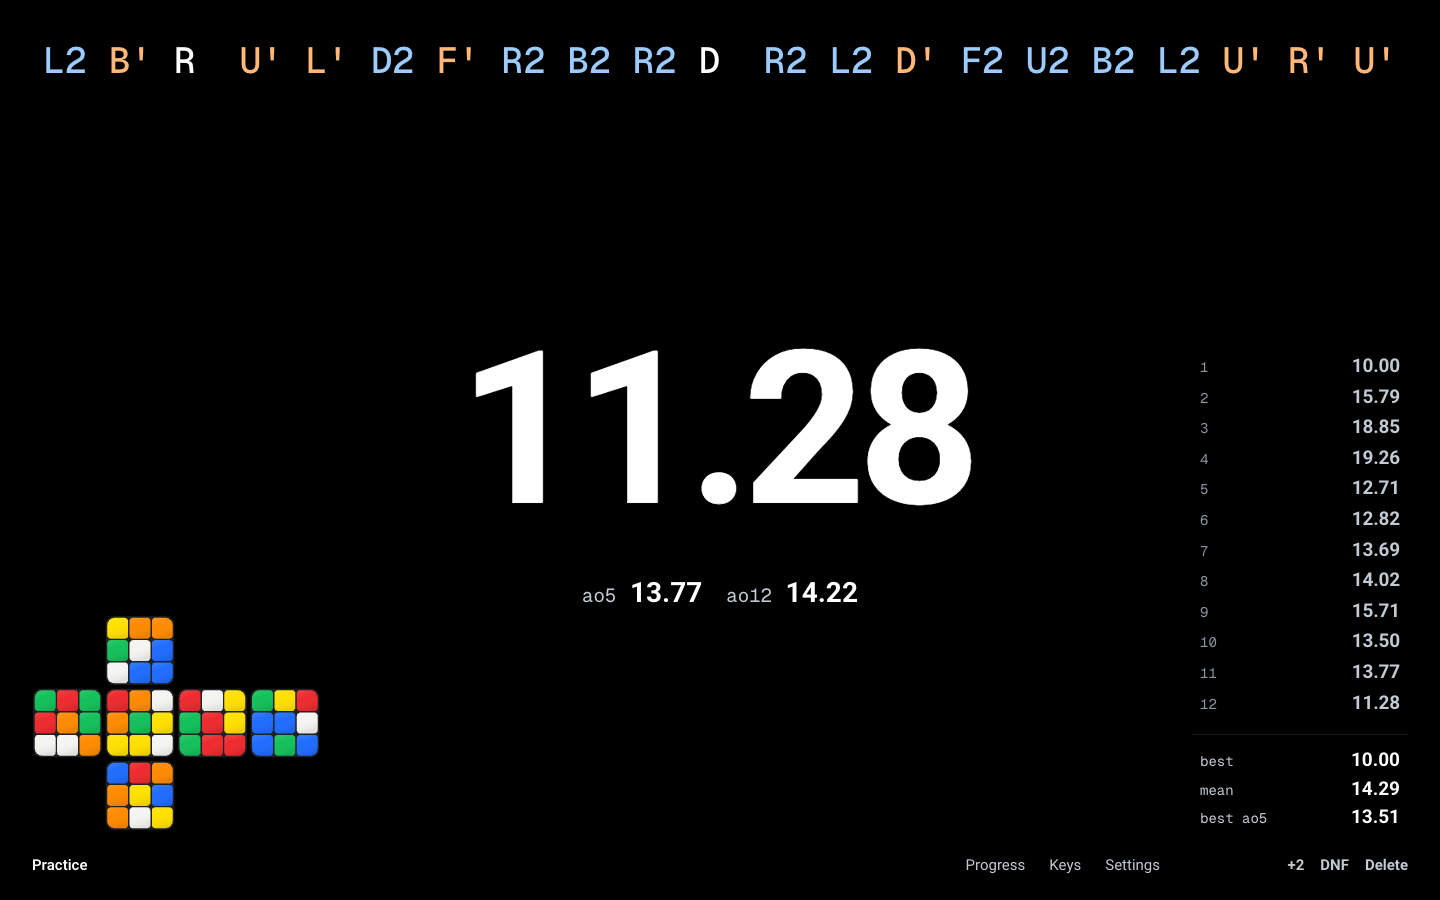 L2 B' R U' L' D2 F' R2 B2 R2 D R2 L2 D' F2 U2 B2 L2 U' R' U'
11.28
ao5 13.77 ao12 14.22
1 10.00
2 15.79
3 18.85
4 19.26
5 12.71
6 12.82
7 13.69
8 14.02
9 15.71
10 13.50
11 13.77
12 11.28
best 10.00
mean 14.29
best ao5 13.51
Practice Progress Keys Settings +2 DNF Delete